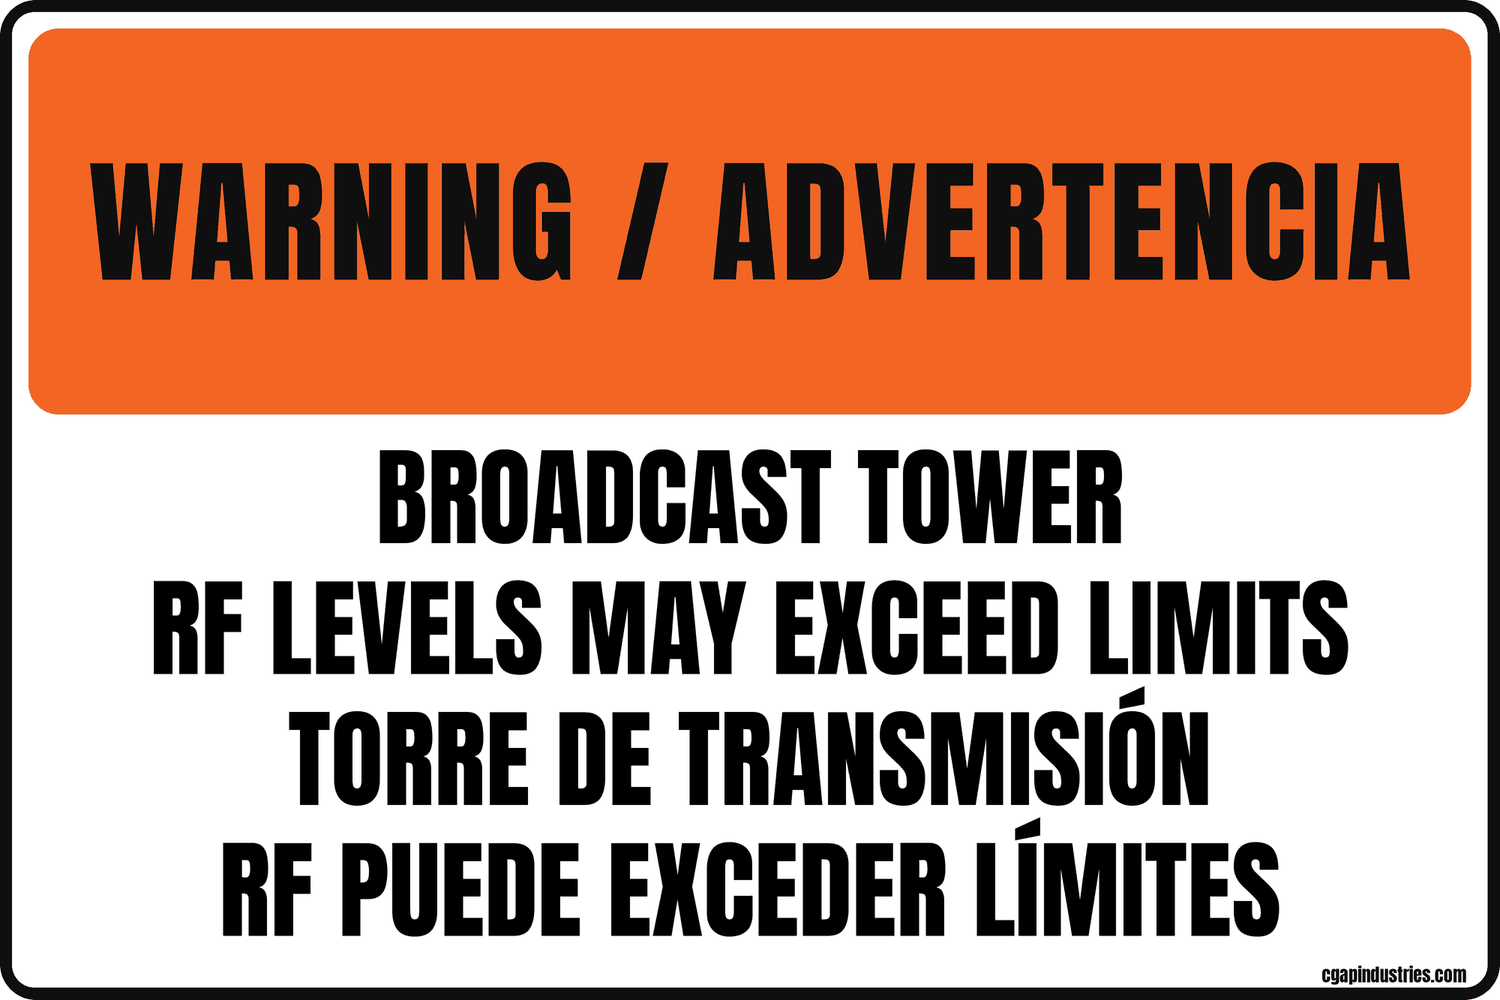 WARNING / ADVERTENCIA
BROADCAST TOWER
RF LEVELS MAY EXCEED LIMITS
TORRE DE TRANSMISIÓN
RF PUEDE EXCEDER LÍMITES
cgapindustries.com